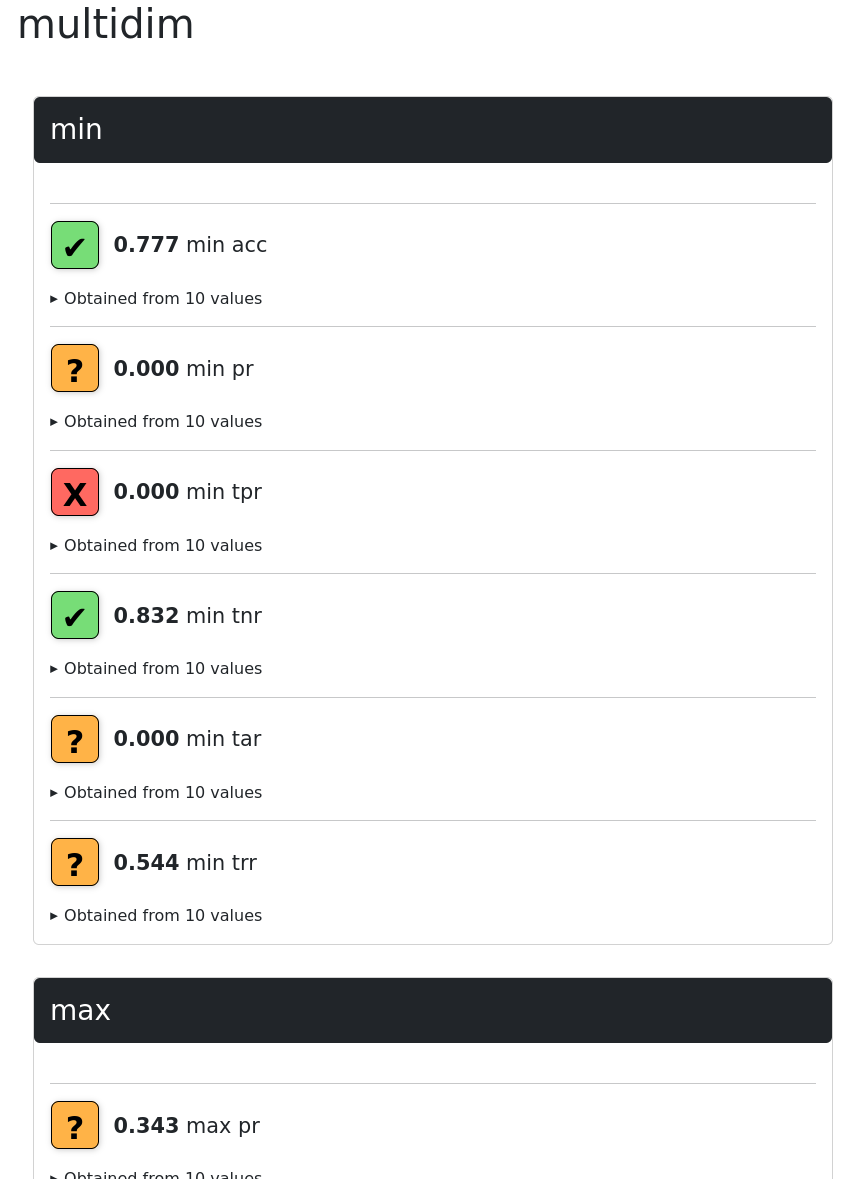 multidim
min
✔ 0.777 min acc
▸ Obtained from 10 values
? 0.000 min pr
▸ Obtained from 10 values
X 0.000 min tpr
▸ Obtained from 10 values
✔ 0.832 min tnr
▸ Obtained from 10 values
? 0.000 min tar
▸ Obtained from 10 values
? 0.544 min trr
▸ Obtained from 10 values
max
? 0.343 max pr
▸ Obtained from 10 values